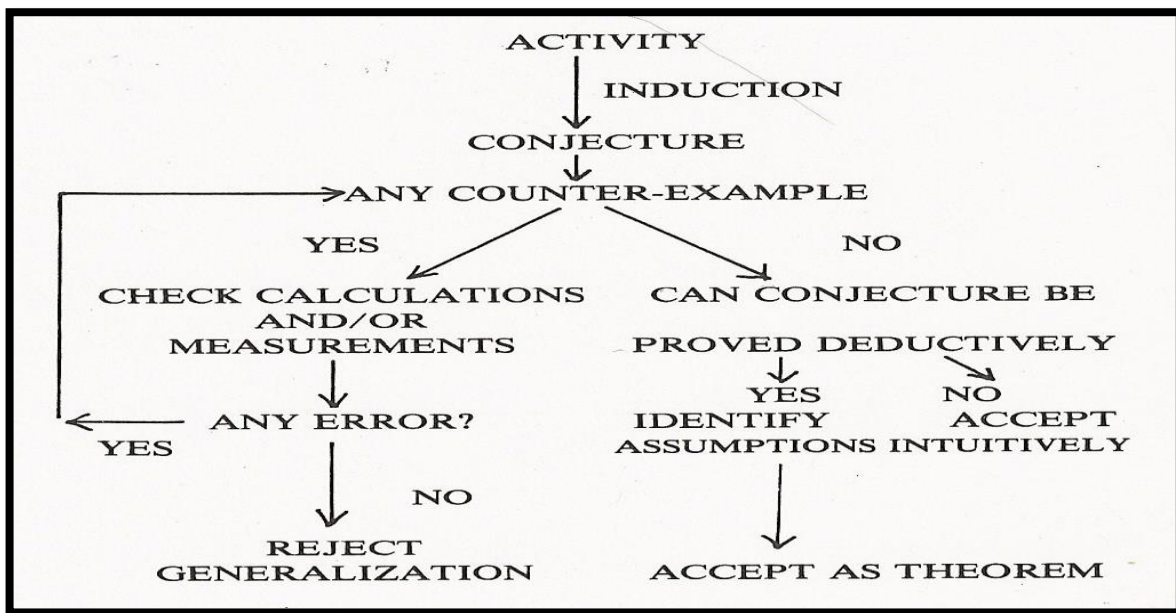 ACTIVITY
INDUCTION
CONJECTURE
ANY COUNTER-EXAMPLE
YES
NO
CHECK CALCULATIONS
AND/OR
MEASUREMENTS
CAN CONJECTURE BE
PROVED DEDUCTIVELY
ANY ERROR?
YES
NO
REJECT
GENERALIZATION
YES
IDENTIFY
ASSUMPTIONS
NO
ACCEPT
INTUITIVELY
ACCEPT AS THEOREM